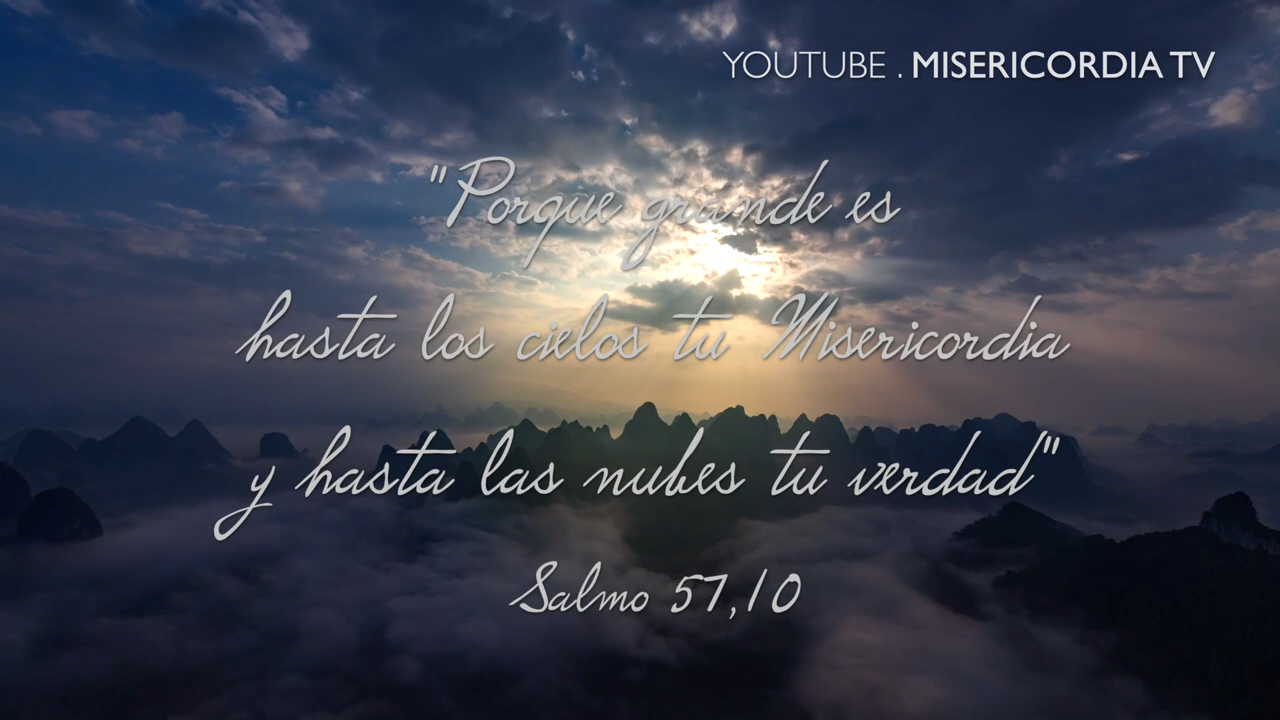 YOUTUBE . MISERICORDIA TV
"Porque grande es
hasta los cielos tu Misericordia
y hasta las nubes tu verdad"
Salmo 57,10